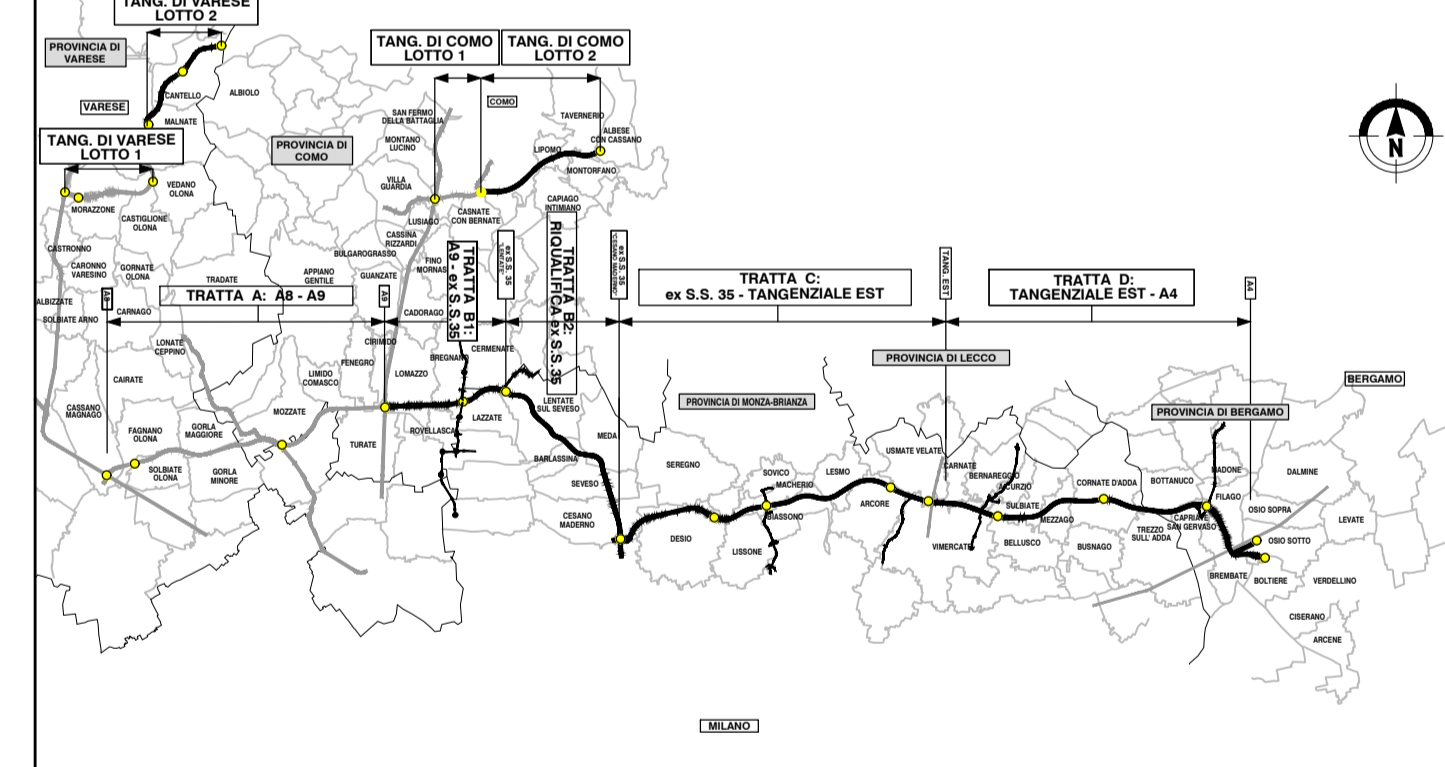 TANG. DI VARESE
LOTTO 2
PROVINCIA DI
VARESE
TANG. DI COMO
LOTTO 1
TANG. DI COMO
LOTTO 2
CANTELLO
ALBIOLO
VARESE
MALNATE
COMO
SAN FERMO
DELLA BATTAGLIA
TAVERNERIO
ALBESE
CON CASSANO
TANG. DI VARESE
LOTTO 1
PROVINCIA DI
COMO
MONTANO
LUCINO
LIPOMO
MONTORFANO
N
VEDANO
OLONA
VILLA
GUARDIA
MORAZZONE
CASTIGLIONE
OLONA
LUSIAGO
CASNATE
CON BERNATE
CAPIAGO
INTIMIANO
CASTRONNO
CASSINA
RIZZARDI
BULGAROGRASSO
CARONNO
VARESINO
GORNATE
OLONA
TRADATE
APPIANO
GENTILE
GUANZATE
FINO
MORNAS
TRATTA B1:
A9 - ex S.S.35
ex S.S. 35
"LENTATE"
TRATTA B2:
RIQUALIFICA ex S.S.35
ex S.S. 35
"CESANO MADERNO"
TRATTA C:
ex S.S. 35 - TANGENZIALE EST
TANG. EST
TRATTA D:
TANGENZIALE EST - A4
A4
ALBIZZATE
A8
TRATTA A: A8 - A9
A9
SOLBIATE ARNO
CARNAGO
CADORAGO
LONATE
CEPPINO
CIRIMIDO
FENEGRO
BREGNANO
CERMENATE
PROVINCIA DI LECCO
CAIRATE
LIMIDO
COMASCO
LOMAZZO
BERGAMO
CASSANO
MAGNAGO
MOZZATE
LAZZATE
LENTATE
SUL SEVESO
PROVINCIA DI MONZA-BRIANZA
PROVINCIA DI BERGAMO
FAGNANO
OLONA
GORLA
MAGGIORE
TURATE
ROVELLASCA
MEDA
SOLBIATE
OLONA
GORLA
MINORE
BARLASSINA
SEVESO
SEREGNO
SOVICO
MACHERIO
LESMO
USMATE VELATE
CARNATE
BERNAREGGIO
AICURZIO
CORNATE D'ADDA
BOTTANUCO
MADONE
DALMINE
CESANO
MADERNO
DESIO
BIASSONO
LISSONE
ARCORE
SULBIATE
MEZZAGO
FILAGO
CAPRIATE
SAN GERVASO
OSIO SOPRA
LEVATE
VIMERCATE
BELLUSCO
BUSNAGO
TREZZO
SULL' ADDA
OSIO SOTTO
BREMBATE
BOLTIERE
VERDELLINO
CISERANO
ARCENE
MILANO